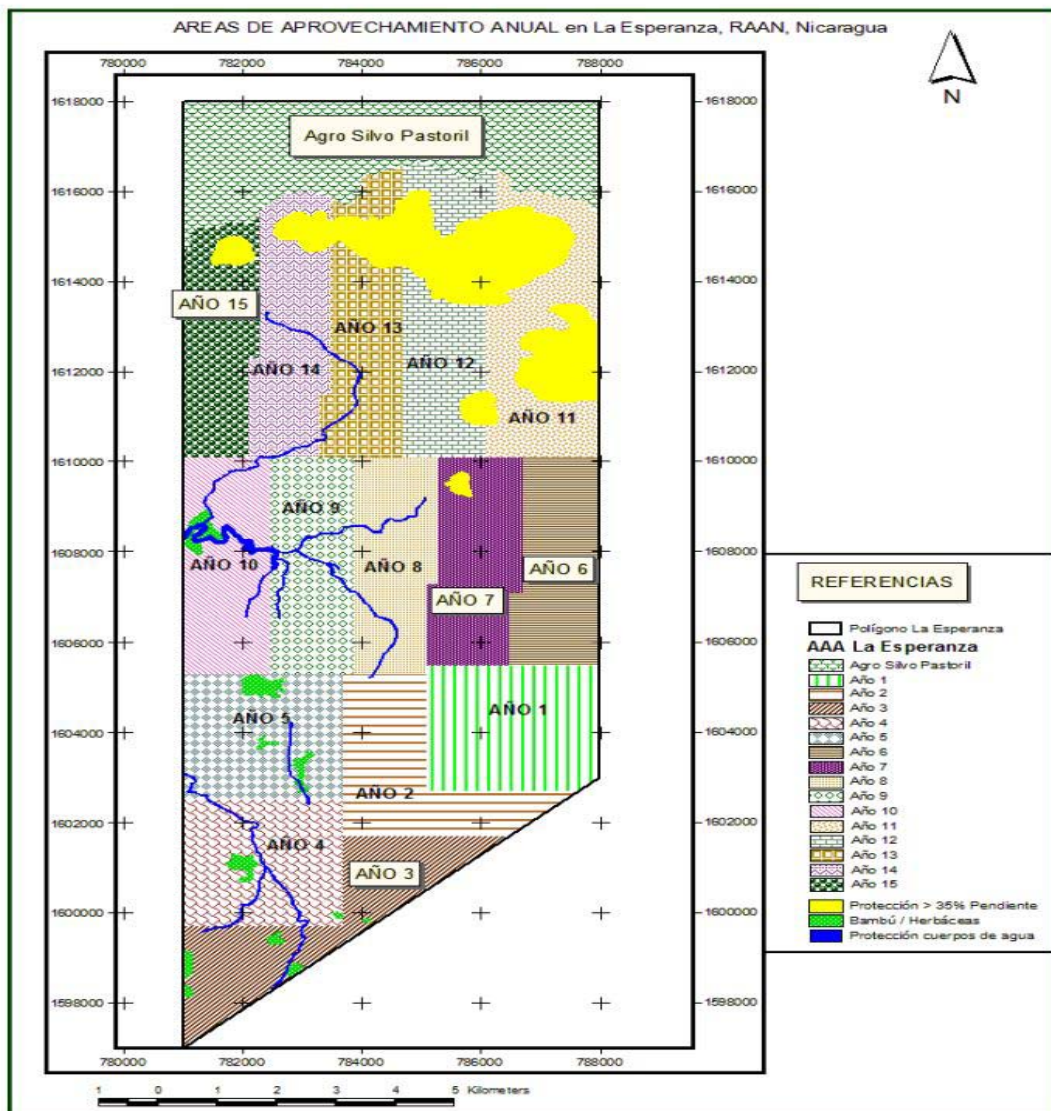 AREAS DE APROVECHAMIENTO ANUAL en La Esperanza, RAAN, Nicaragua
780000 782000 784000 786000 788000
N
1618000 1618000
Agro Silvo Pastoril
1616000 1616000
1614000 1614000
AÑO 15
AÑO 13
AÑO 12
1612000 AÑO 14 1612000
AÑO 11
1610000 1610000
AÑO 9
1608000 1608000
AÑO 10 AÑO 8 AÑO 6
AÑO 7
REFERENCIAS
1606000 1606000
Polígono La Esperanza
AAA La Esperanza
Agro Silvo Pastoril
Año 1
Año 2
Año 3
Año 4
Año 5
Año 6
Año 7
Año 8
Año 9
Año 10
Año 11
Año 12
Año 13
Año 14
Año 15
Protección > 35% Pendiente
Bambú / Herbáceas
Protección cuerpos de agua
AÑO 5 AÑO 1
1604000 1604000
AÑO 2
1602000 1602000
AÑO 4
AÑO 3
1600000 1600000
1598000 1598000
780000 782000 784000 786000 788000
1 0 1 2 3 4 5 Kilometers